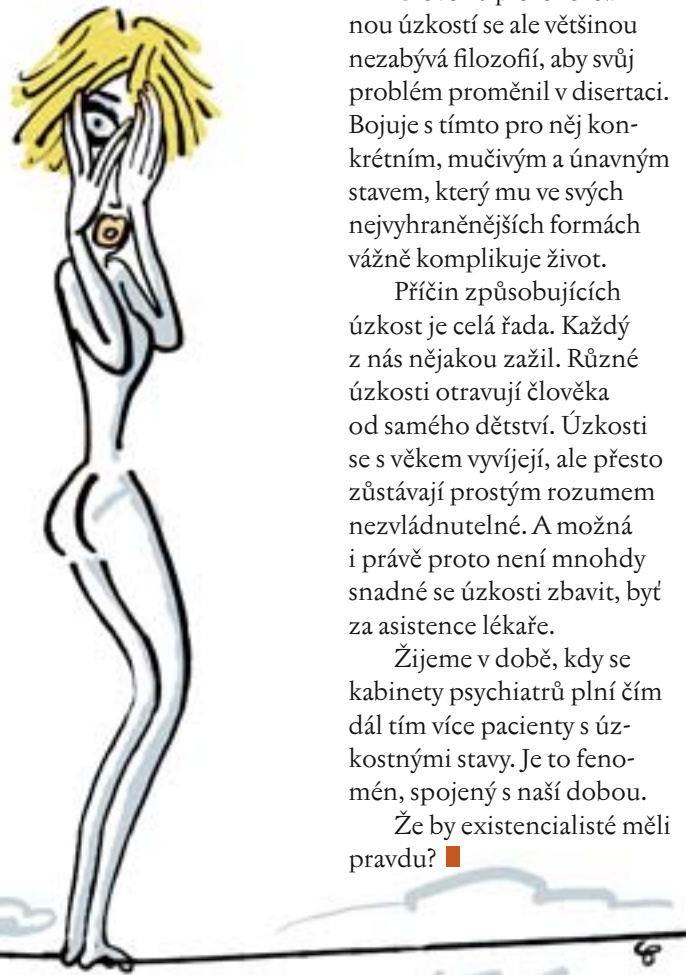 nou úzkostí se ale většinou
nezabývá filozofií, aby svůj
problém proměnil v disertaci.
Bojuje s tímto pro něj kon-
krétním, mučivým a únavným
stavem, který mu ve svých
nejvyhraněnějších formách
vážně komplikuje život.
Příčin způsobujících
úzkost je celá řada. Každý
z nás nějakou zažil. Různé
úzkosti otravují člověka
od samého dětství. Úzkosti
se s věkem vyvíjejí, ale přesto
zůstávají prostým rozumem
nezvládnutelné. A možná
i právě proto není mnohdy
snadné se úzkosti zbavit, byť
za asistence lékaře.
Žijeme v době, kdy se
kabinety psychiatrů plní čím
dál tím více pacienty s úz-
kostnými stavy. Je to feno-
mén, spojený s naší dobou.
Že by existencialisté měli
pravdu?